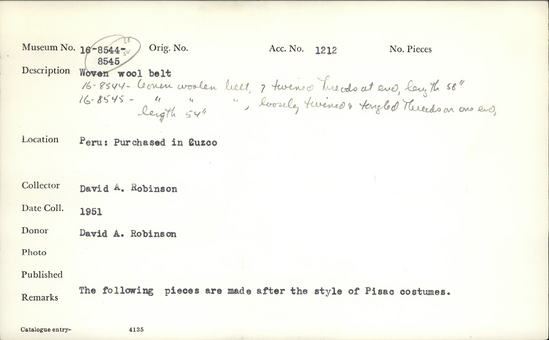 Museum No. 16-8544- Orig. No. Acc. No. 1212 No. Pieces
8545
Description Woven wool belt
16-8544- Woven woolen belt, 7 twined threads at end, length 58"
16-8545 - " " " , loosely twined & tangled threads on one end,
length 54"
Location Peru: Purchased in Cuzco
Collector David A. Robinson
Date Coll. 1951
Donor David A. Robinson
Photo
Published
Remarks The following pieces are made after the style of Pisac costumes.
Catalogue entry- 4135